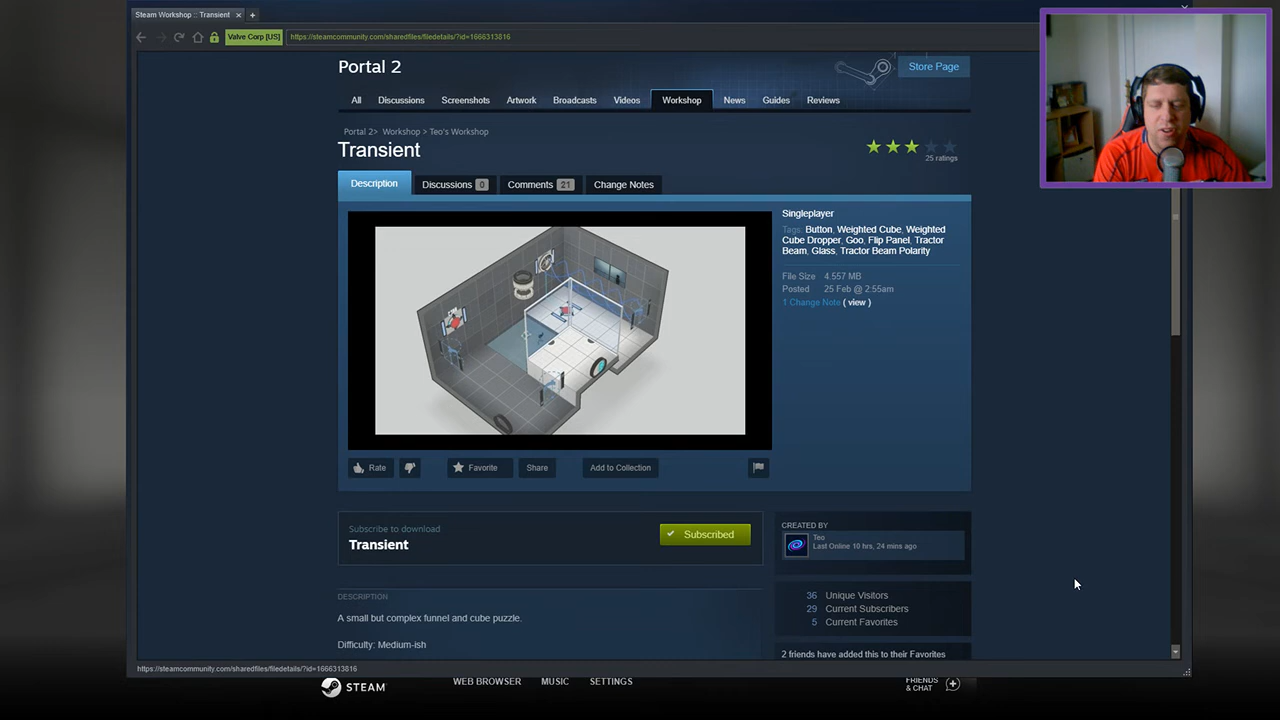 Steam Workshop :: Transient
Valve Corp [US]
https://steamcommunity.com/sharedfiles/filedetails/?id=1666313816
Portal 2
Store Page
All Discussions Screenshots Artwork Broadcasts Videos Workshop News Guides Reviews
Portal 2> Workshop > Teo's Workshop
Transient
25 ratings
Description Discussions 0 Comments 21 Change Notes
Singleplayer
Tags: Button, Weighted Cube, Weighted
Cube Dropper, Goo, Flip Panel, Tractor
Beam, Glass, Tractor Beam Polarity
File Size 4.557 MB
Posted 25 Feb @ 2:55am
1 Change Note ( view )
Rate Favorite Share Add to Collection
Subscribe to download
Transient
Subscribed
CREATED BY
Teo
Last Online 10 hrs, 24 mins ago
36 Unique Visitors
29 Current Subscribers
5 Current Favorites
DESCRIPTION
A small but complex funnel and cube puzzle.
Difficulty: Medium-ish
2 friends have added this to their Favorites
https://steamcommunity.com/sharedfiles/filedetails/?id=1666313816
STEAM
WEB BROWSER MUSIC SETTINGS
FRIENDS
& CHAT